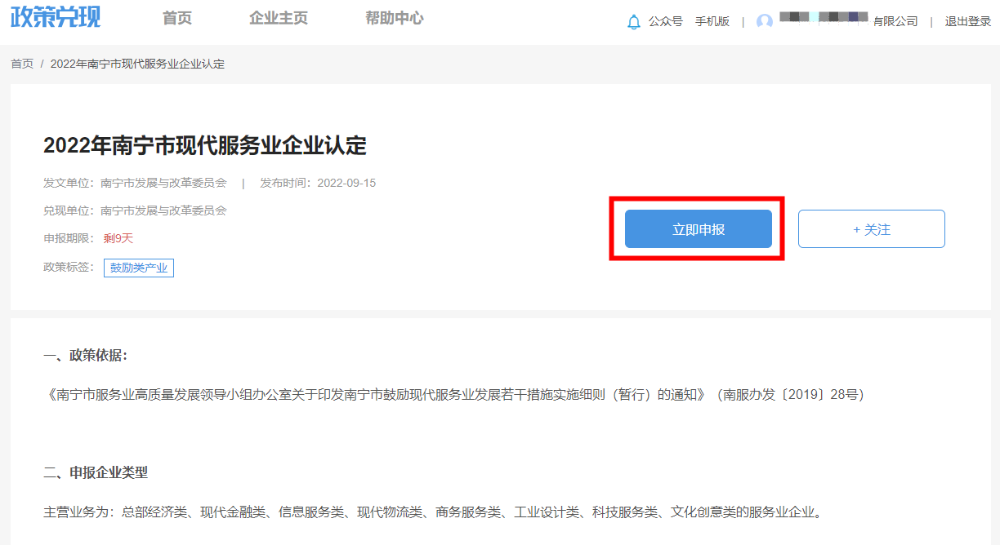 政策兑现 首页 企业主页 帮助中心 公众号 手机版 | 有限公司 | 退出登录
首页 / 2022年南宁市现代服务业企业认定
2022年南宁市现代服务业企业认定
发文单位：南宁市发展与改革委员会 | 发布时间：2022-09-15
兑现单位：南宁市发展与改革委员会
立即申报 + 关注
申报期限： 剩9天
政策标签： 鼓励类产业
一、政策依据：
《南宁市服务业高质量发展领导小组办公室关于印发南宁市鼓励现代服务业发展若干措施实施细则（暂行）的通知》（南服办发〔2019〕28号）
二、申报企业类型
主营业务为：总部经济类、现代金融类、信息服务类、现代物流类、商务服务类、工业设计类、科技服务类、文化创意类的服务业企业。